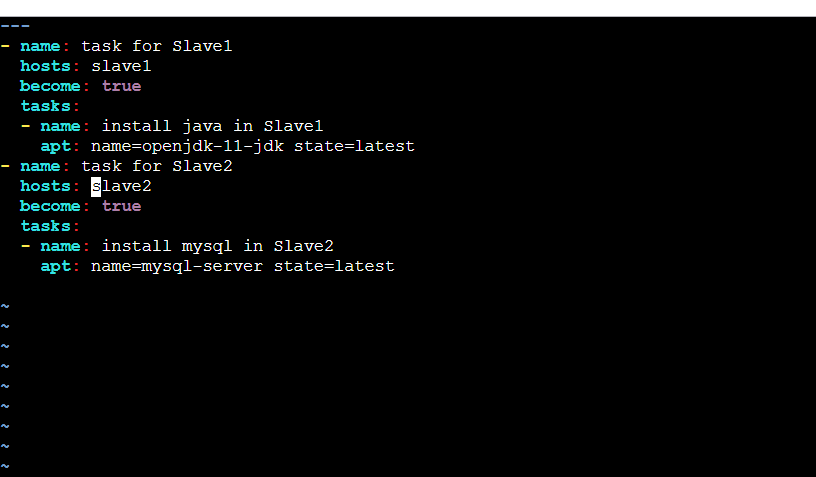 ---
- name: task for Slave1
  hosts: slave1
  become: true
  tasks:
  - name: install java in Slave1
    apt: name=openjdk-11-jdk state=latest
- name: task for Slave2
  hosts: slave2
  become: true
  tasks:
  - name: install mysql in Slave2
    apt: name=mysql-server state=latest

~
~
~
~
~
~
~
~
~